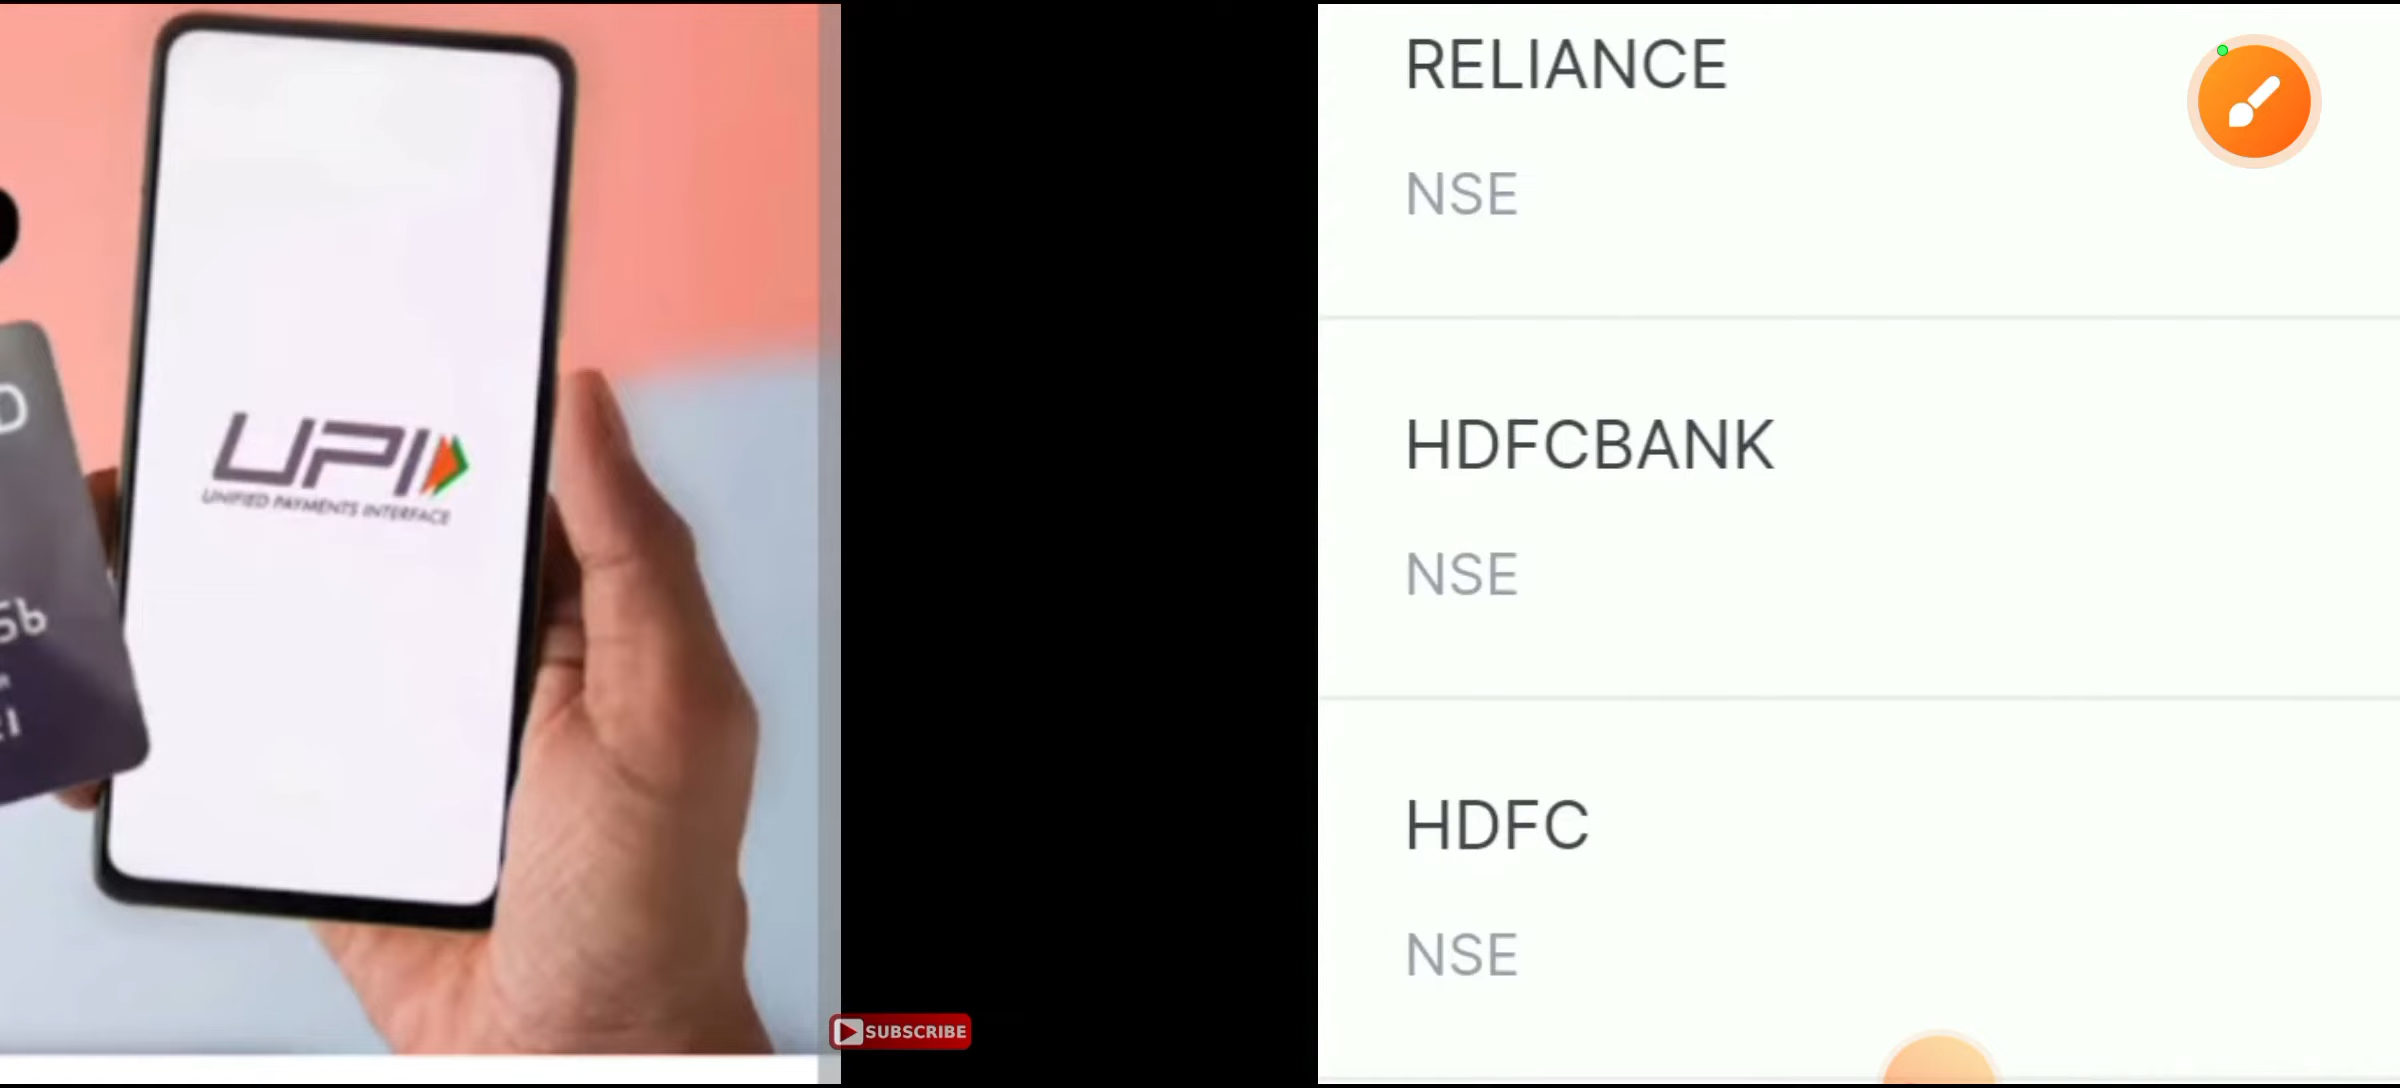 UPI
UNIFIED PAYMENTS INTERFACE
SUBSCRIBE
RELIANCE
NSE
HDFCBANK
NSE
HDFC
NSE